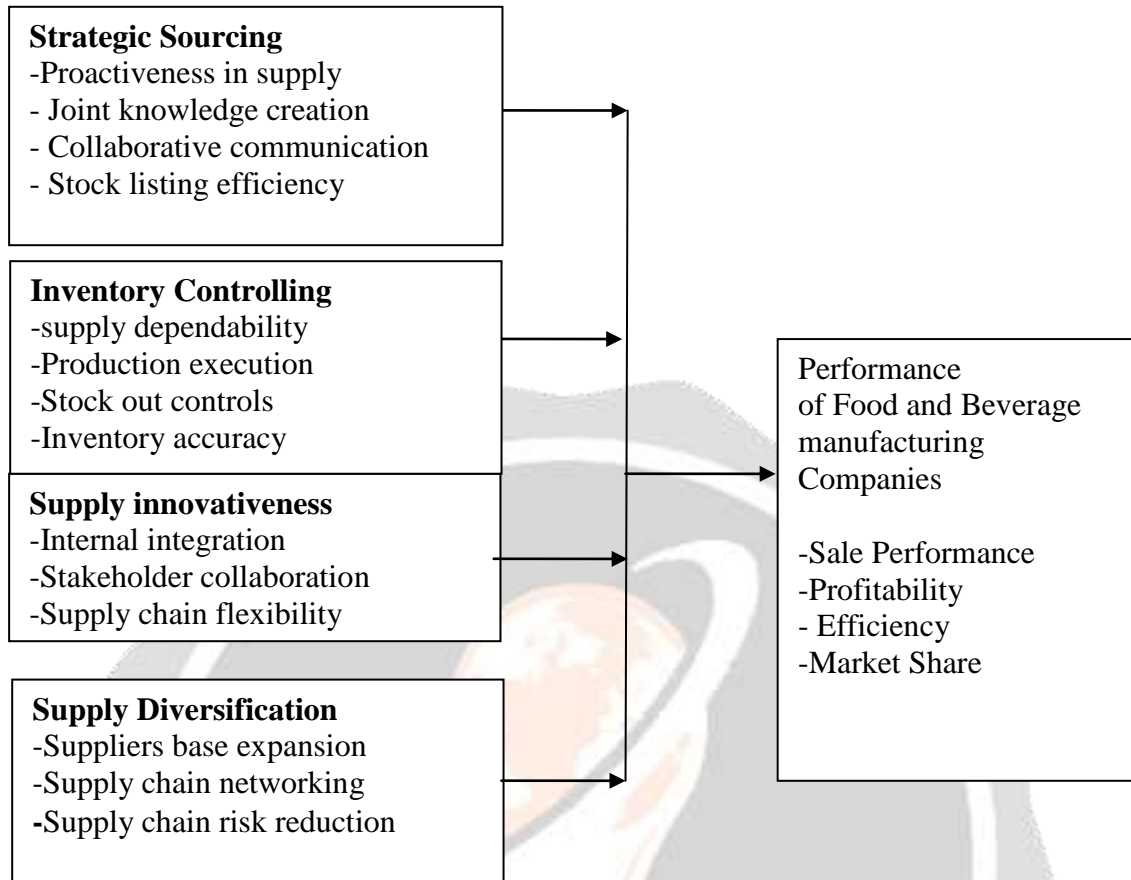 Strategic Sourcing
-Proactiveness in supply
- Joint knowledge creation
- Collaborative communication
- Stock listing efficiency
Inventory Controlling
-supply dependability
-Production execution
-Stock out controls
-Inventory accuracy
Supply innovativeness
-Internal integration
-Stakeholder collaboration
-Supply chain flexibility
Supply Diversification
-Suppliers base expansion
-Supply chain networking
-Supply chain risk reduction
Performance
of Food and Beverage
manufacturing
Companies
-Sale Performance
-Profitability
- Efficiency
-Market Share